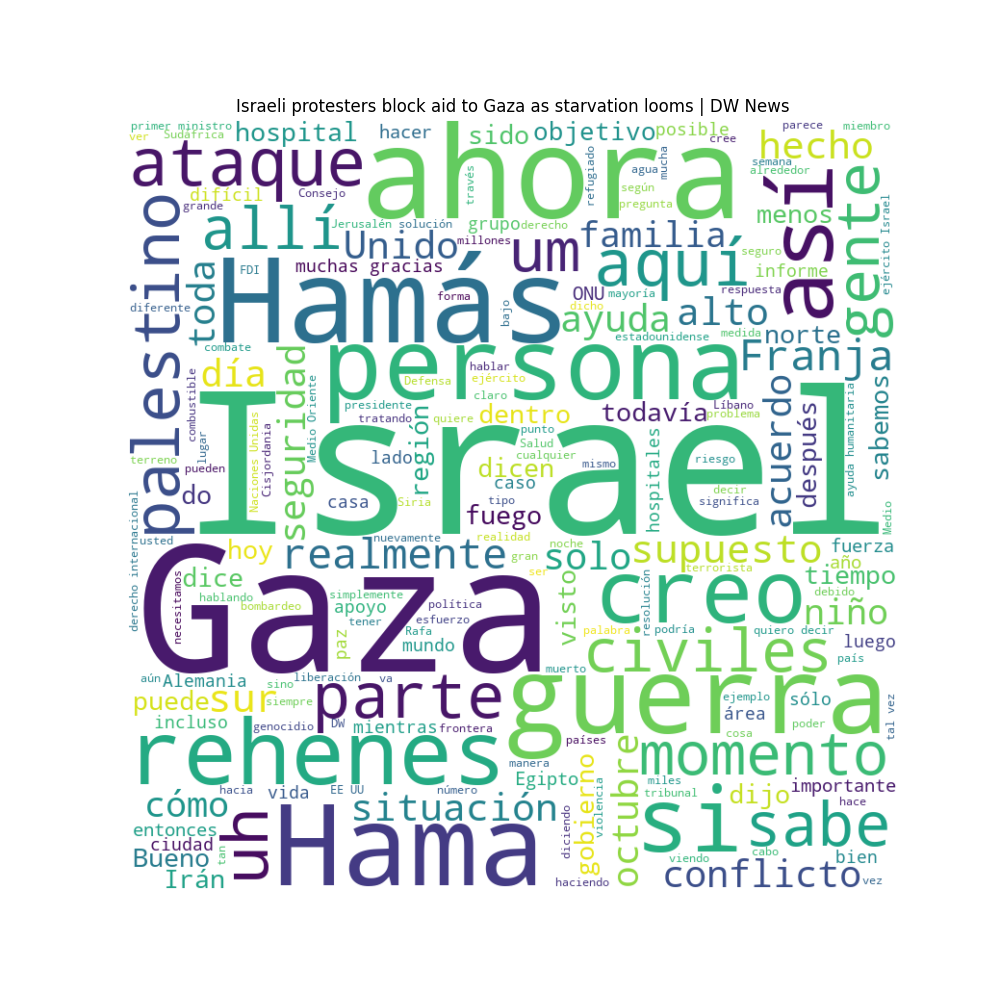 Israeli protesters block aid to Gaza as starvation looms | DW News
primer ministro
ver
Sudáfrica
hospital
hacer
sido
objetivo
posible
cree
parece
miembro
ataque
ahora
hecho
semana
alrededor
difícil
Consejo
grande
través
refugiado
agua
mucha
según
pregunta
así
gente
ejército Israel
palestino
allí
Jerusalén
solución
grupo
derecho
menos
Unido
millones
um
familia
seguro
toda
FDI
muchas gracias
Hamás
forma
bajo
aquí
ONU
mayoría
dicho
informe
respuesta
diferente
ayuda
alto
estadounidense
medida
norte
combate
combustible
día
seguridad
Medio Oriente
persona
Defensa
hablar
ejército
claro
Franja
presidente
tratando
quiere
dentro
punto
todavía
Líbano
problema
acuerdo
después
ayuda humanitaria
sabemos
terreno
lugar
pueden
Naciones Unidas
Cisjordania
Israel
lado
región
dicen
caso
Salud
cualquier
mismo
hospitales
riesgo
decir
significa
Medio
derecho internacional
do
casa
Siria
tipo
fuego
usted
hoy
realmente
nuevamente
realidad
noche
gran
ser
solo
supuesto
terrorista
fuerza
año
necesitamos
dice
hablando
bombardeo
simplemente
apoyo
tener
política
esfuerzo
Rafa
mundo
paz
visto
creo
resolución
tiempo
debido
niño
Gaza
palabra
podría
quiero decir
luego
civiles
país
aún
Alemania
sino
liberación
va
muerto
puede
sur
siempre
parte
guerra
ejemplo
sólo
área
poder
tal vez
incluso
genocidio
DW
mientras
frontera
países
cosa
rehenes
manera
momento
hacia
vida
EE UU
número
Egipto
gobierno
violencia
octubre
miles
tribunal
dijo
importante
hace
cómo
situación
entonces
ciudad
tan
uh
Hama
diciendo
si
sabe
Bueno
Irán
haciendo
viendo
cabo
bien
conflicto
vez